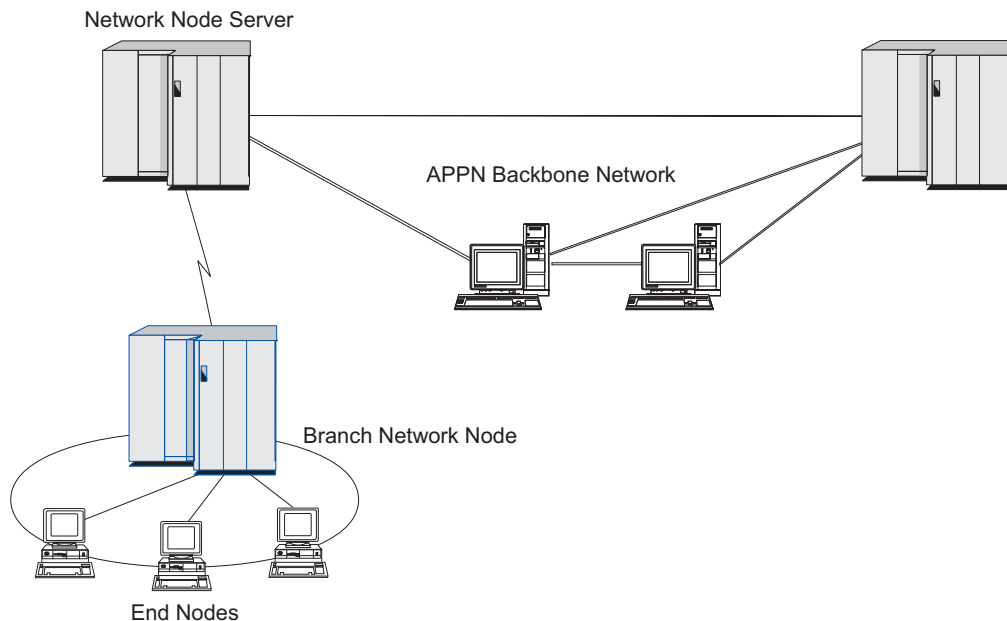 Network Node Server
APPN Backbone Network
Branch Network Node
End Nodes